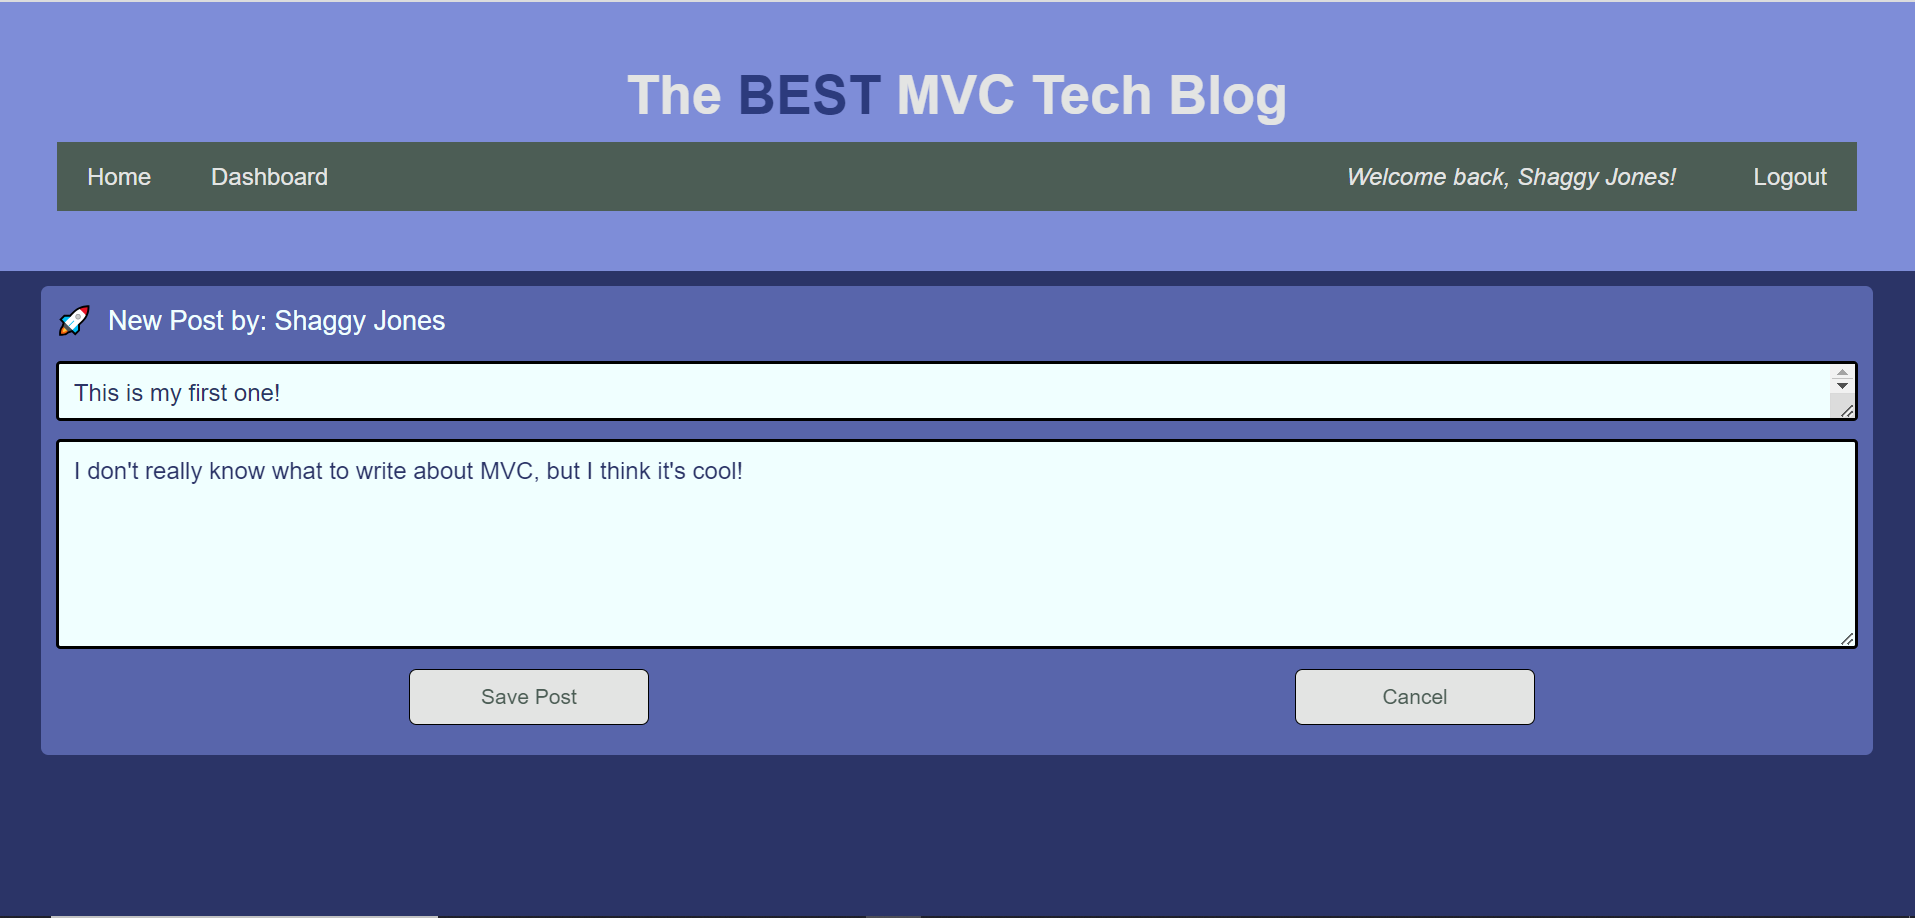 The BEST MVC Tech Blog
Home Dashboard Welcome back, Shaggy Jones! Logout
New Post by: Shaggy Jones
This is my first one!
I don't really know what to write about MVC, but I think it's cool!
Save Post Cancel